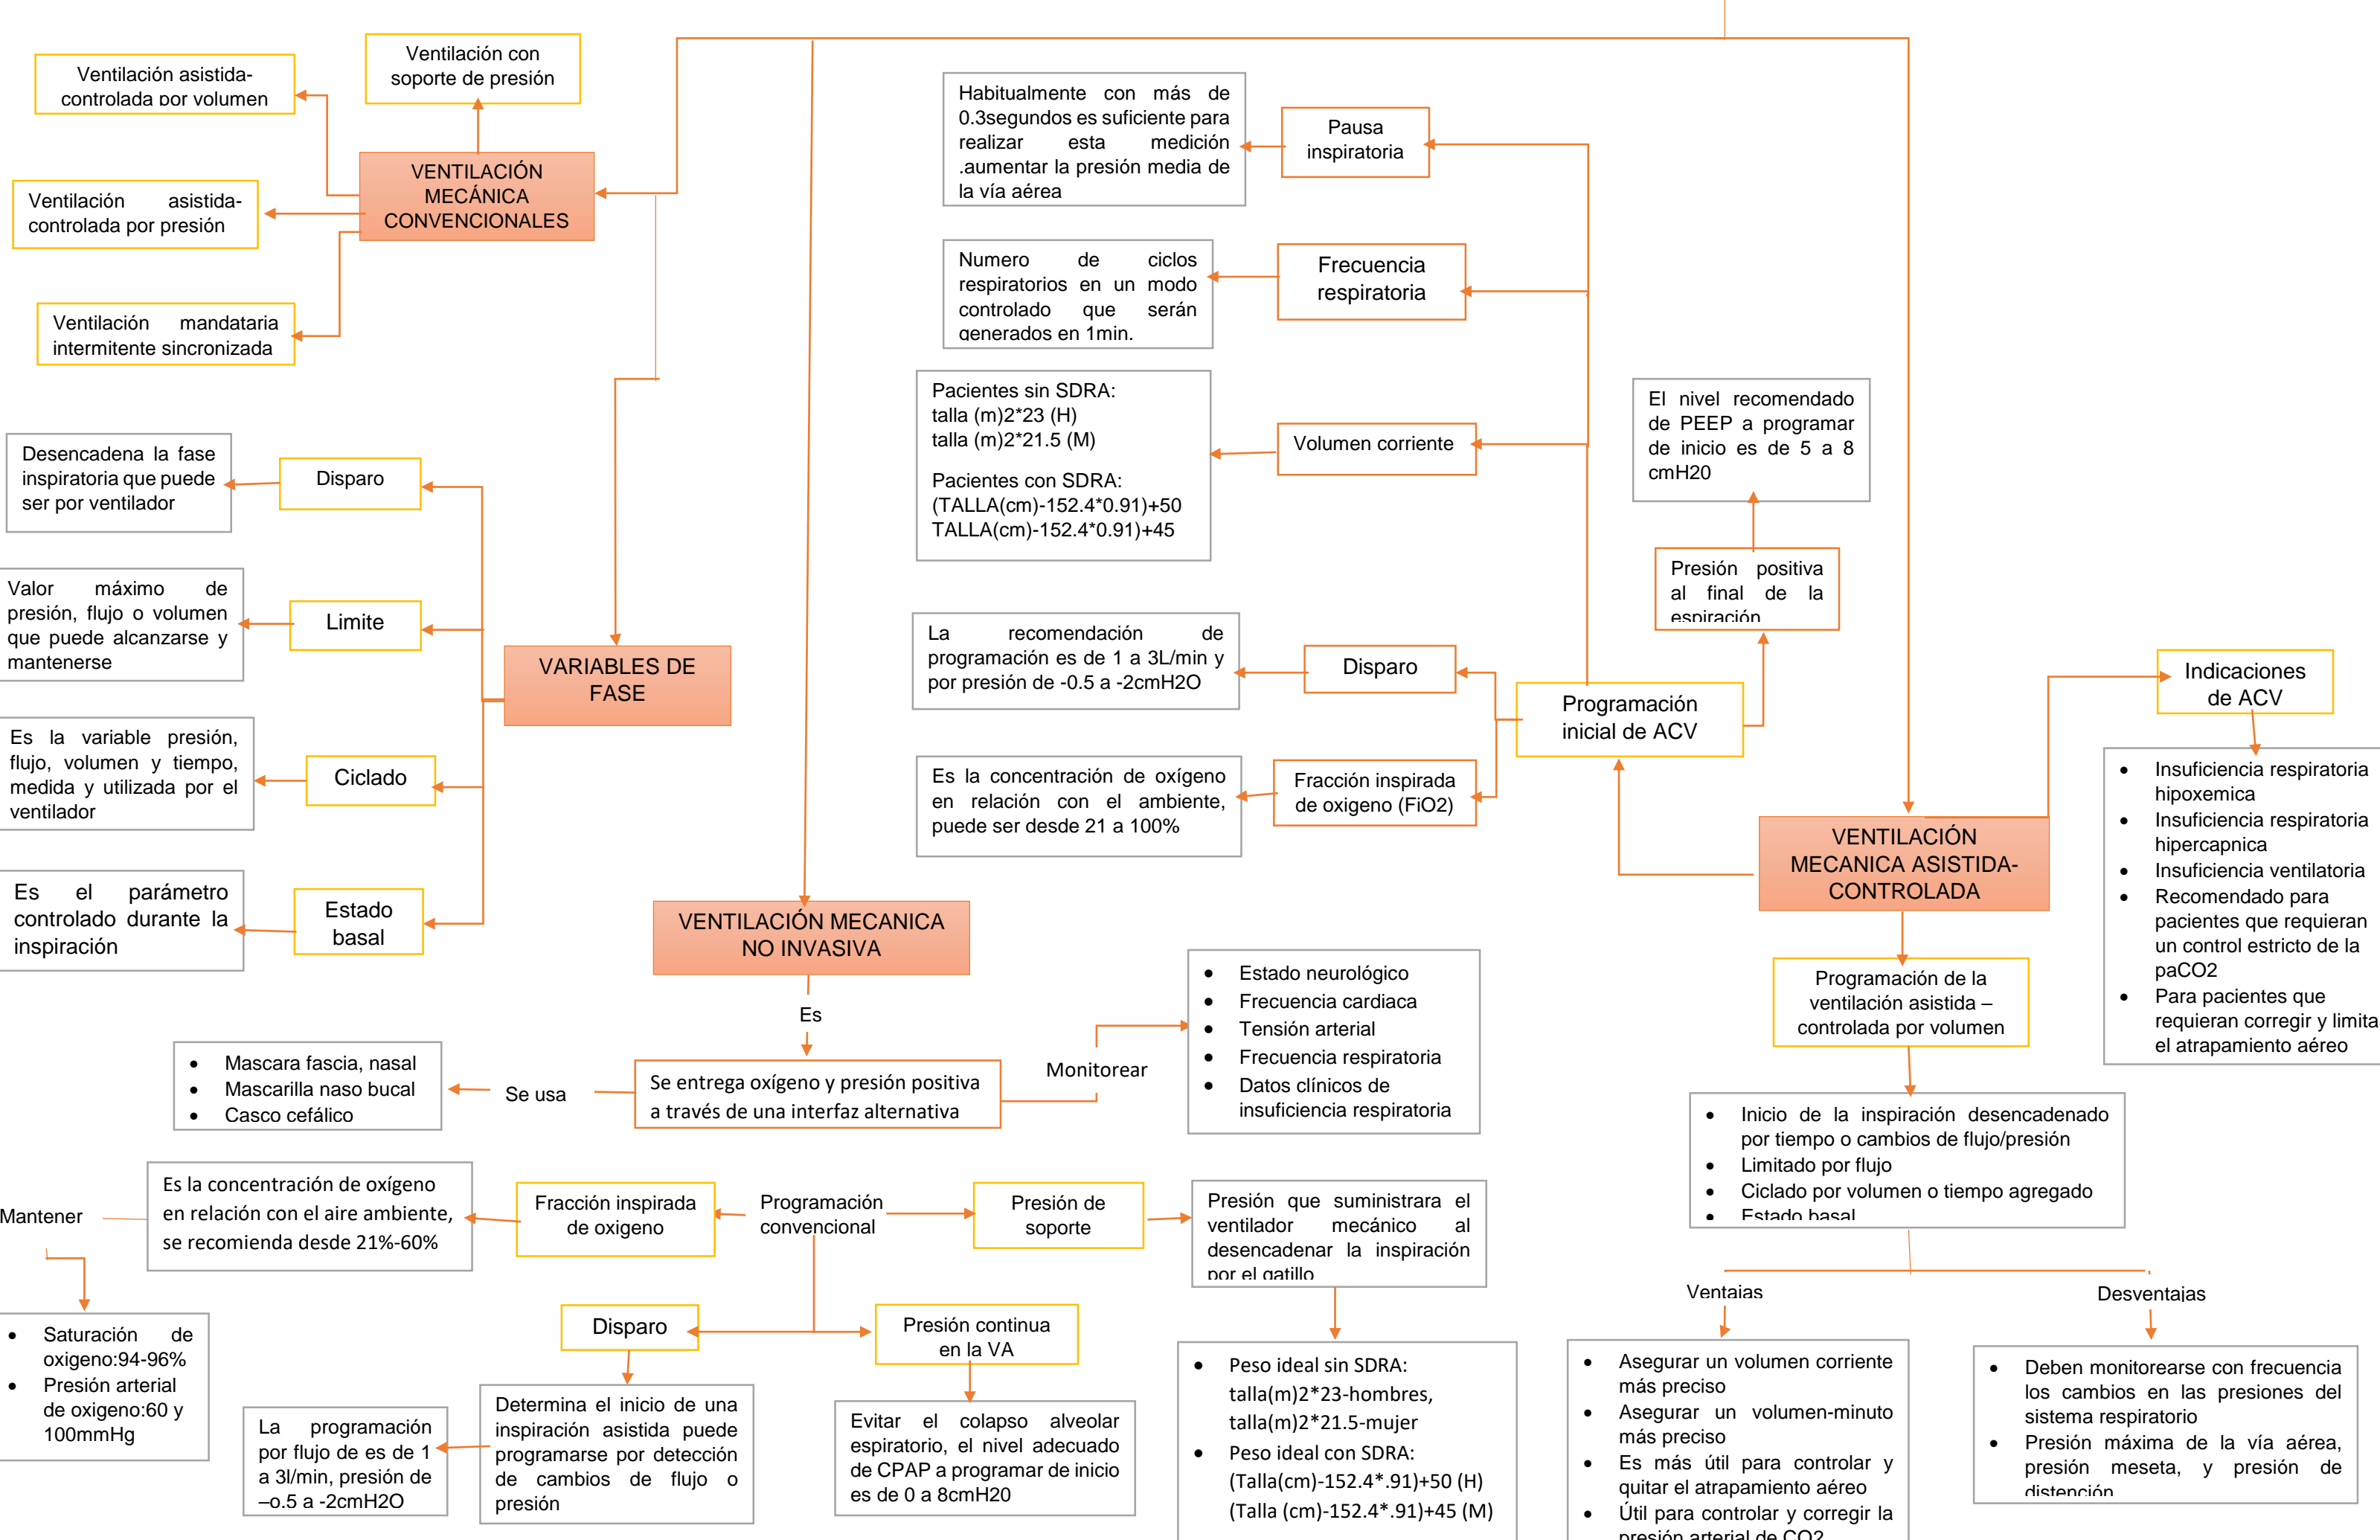 Ventilación asistida-
controlada por volumen
Ventilación con
soporte de presión
VENTILACIÓN
MECÁNICA
CONVENCIONALES
Ventilación asistida-
controlada por presión
Ventilación mandataria
intermitente sincronizada
Desencadena la fase
inspiratoria que puede
ser por ventilador
Disparo
Valor máximo de
presión, flujo o volumen
que puede alcanzarse y
mantenerse
Limite
VARIABLES DE
FASE
Es la variable presión,
flujo, volumen y tiempo,
medida y utilizada por el
ventilador
Ciclado
Es el parámetro
controlado durante la
inspiración
Estado
basal
Habitualmente con más de
0.3segundos es suficiente para
realizar esta medición
.aumentar la presión media de
la vía aérea
Pausa
inspiratoria
Numero de ciclos
respiratorios en un modo
controlado que serán
generados en 1min.
Frecuencia
respiratoria
Pacientes sin SDRA:
talla (m)2*23 (H)
talla (m)2*21.5 (M)
Pacientes con SDRA:
(TALLA(cm)-152.4*0.91)+50
TALLA(cm)-152.4*0.91)+45
Volumen corriente
El nivel recomendado
de PEEP a programar
de inicio es de 5 a 8
cmH20
Presión positiva
al final de la
espiración
La recomendación de
programación es de 1 a 3L/min y
por presión de -0.5 a -2cmH2O
Disparo
Programación
inicial de ACV
Es la concentración de oxígeno
en relación con el ambiente,
puede ser desde 21 a 100%
Fracción inspirada
de oxigeno (FiO2)
Indicaciones
de ACV
• Insuficiencia respiratoria
hipoxemica
• Insuficiencia respiratoria
hipercapnica
• Insuficiencia ventilatoria
• Recomendado para
pacientes que requieran
un control estricto de la
paCO2
• Para pacientes que
requieran corregir y limita
el atrapamiento aéreo
VENTILACIÓN
MECANICA ASISTIDA-
CONTROLADA
Programación de la
ventilación asistida –
controlada por volumen
• Inicio de la inspiración desencadenado
por tiempo o cambios de flujo/presión
• Limitado por flujo
• Ciclado por volumen o tiempo agregado
• Estado basal
Ventajas
Desventajas
• Asegurar un volumen corriente
más preciso
• Asegurar un volumen-minuto
más preciso
• Es más útil para controlar y
quitar el atrapamiento aéreo
• Útil para controlar y corregir la
presión arterial de CO2
• Deben monitorearse con frecuencia
los cambios en las presiones del
sistema respiratorio
• Presión máxima de la vía aérea,
presión meseta, y presión de
distención
VENTILACIÓN MECANICA
NO INVASIVA
Es
Se entrega oxígeno y presión positiva
a través de una interfaz alternativa
Se usa
• Mascara fascia, nasal
• Mascarilla naso bucal
• Casco cefálico
Monitorear
• Estado neurológico
• Frecuencia cardiaca
• Tensión arterial
• Frecuencia respiratoria
• Datos clínicos de
insuficiencia respiratoria
Mantener
Es la concentración de oxígeno
en relación con el aire ambiente,
se recomienda desde 21%-60%
Fracción inspirada
de oxigeno
Programación
convencional
Presión de
soporte
Presión que suministrara el
ventilador mecánico al
desencadenar la inspiración
por el gatillo
• Saturación de
oxigeno:94-96%
• Presión arterial
de oxigeno:60 y
100mmHg
Disparo
Presión continua
en la VA
La programación
por flujo de es de 1
a 3l/min, presión de
–o.5 a -2cmH2O
Determina el inicio de una
inspiración asistida puede
programarse por detección
de cambios de flujo o
presión
Evitar el colapso alveolar
espiratorio, el nivel adecuado
de CPAP a programar de inicio
es de 0 a 8cmH20
• Peso ideal sin SDRA:
talla(m)2*23-hombres,
talla(m)2*21.5-mujer
• Peso ideal con SDRA:
(Talla(cm)-152.4*.91)+50 (H)
(Talla (cm)-152.4*.91)+45 (M)